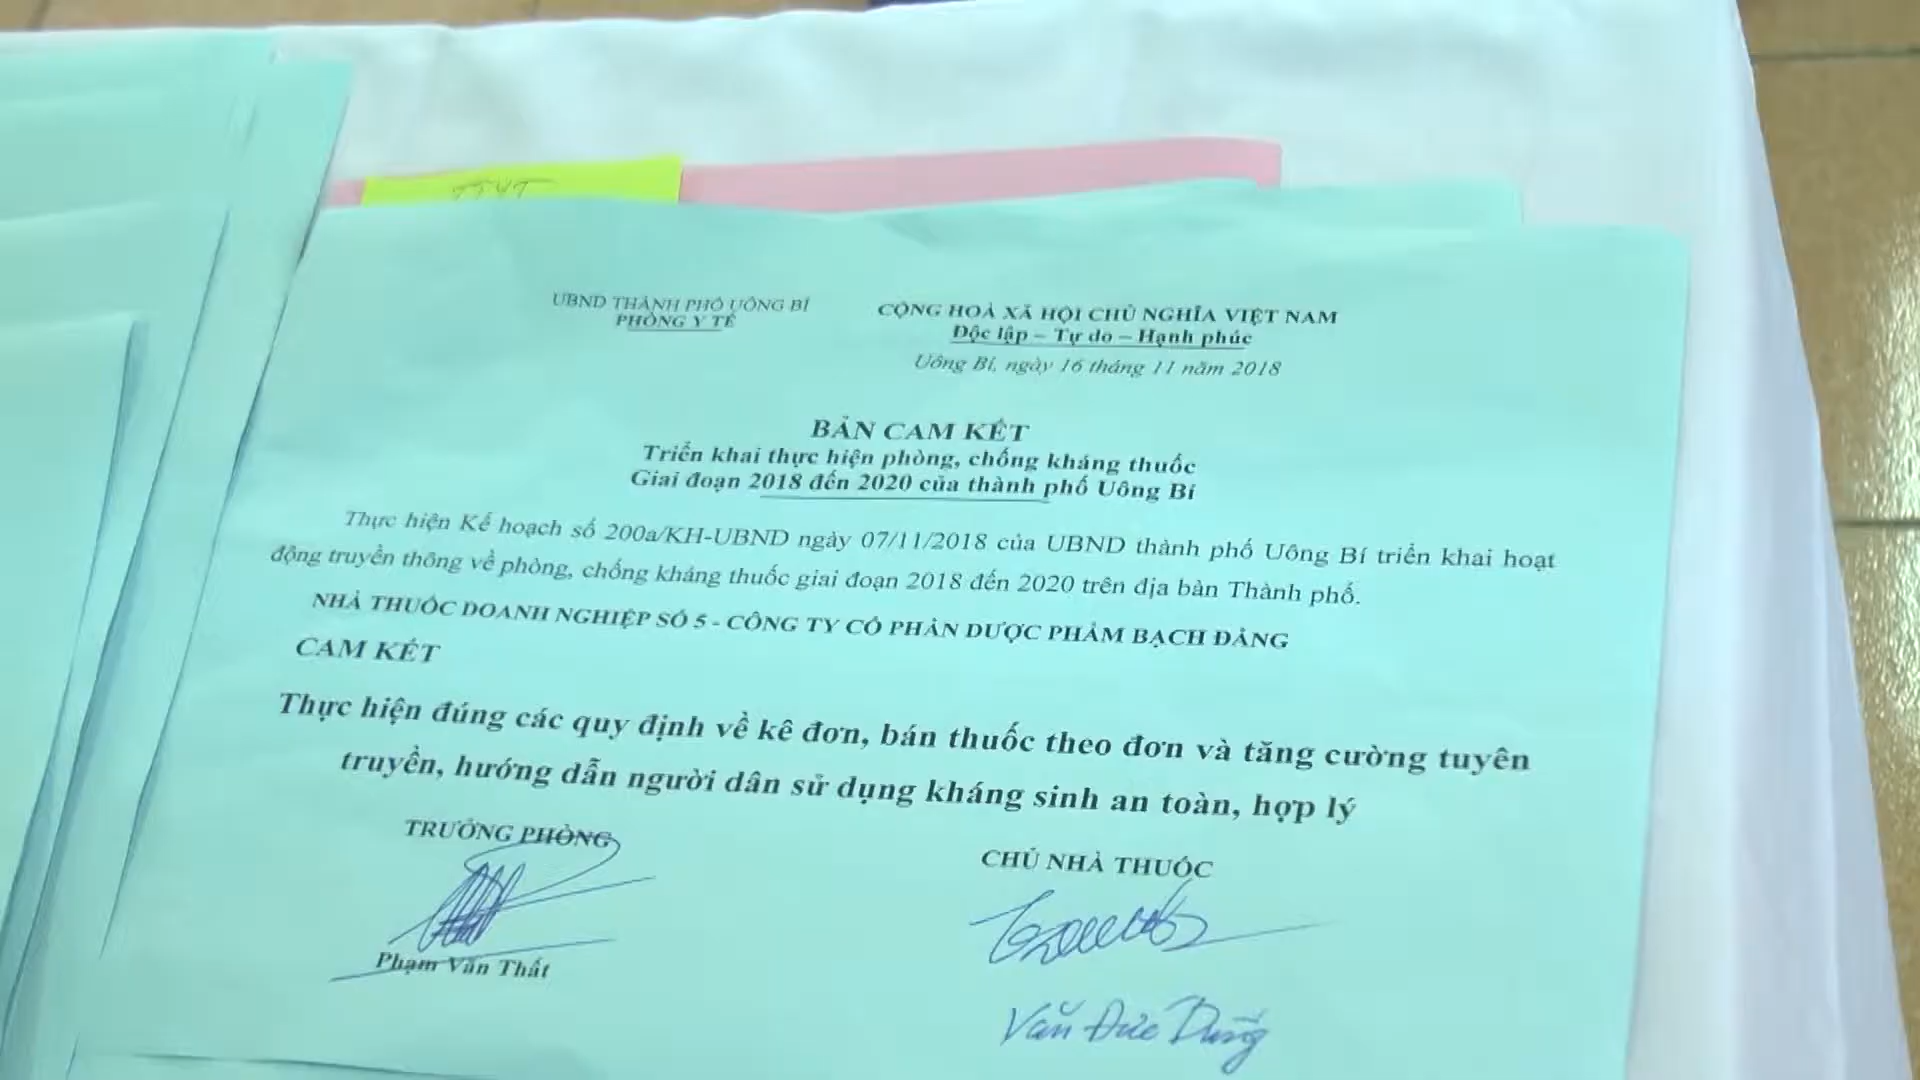 TTYT
UBND THÀNH PHỐ UÔNG BÍ
PHÒNG Y TẾ
CỘNG HOÀ XÃ HỘI CHỦ NGHĨA VIỆT NAM
Độc lập – Tự do – Hạnh phúc
Uông Bí, ngày 16 tháng 11 năm 2018
BẢN CAM KẾT
Triển khai thực hiện phòng, chống kháng thuốc
Giai đoạn 2018 đến 2020 của thành phố Uông Bí
Thực hiện Kế hoạch số 200a/KH-UBND ngày 07/11/2018 của UBND thành phố Uông Bí triển khai hoạt
động truyền thông về phòng, chống kháng thuốc giai đoạn 2018 đến 2020 trên địa bàn Thành phố.
NHÀ THUỐC DOANH NGHIỆP SỐ 5 - CÔNG TY CỔ PHẦN DƯỢC PHẨM BẠCH ĐẰNG
CAM KẾT
Thực hiện đúng các quy định về kê đơn, bán thuốc theo đơn và tăng cường tuyên
truyền, hướng dẫn người dân sử dụng kháng sinh an toàn, hợp lý
TRƯỞNG PHÒNG
Phạm Văn Thất
CHỦ NHÀ THUỐC
Văn Đức